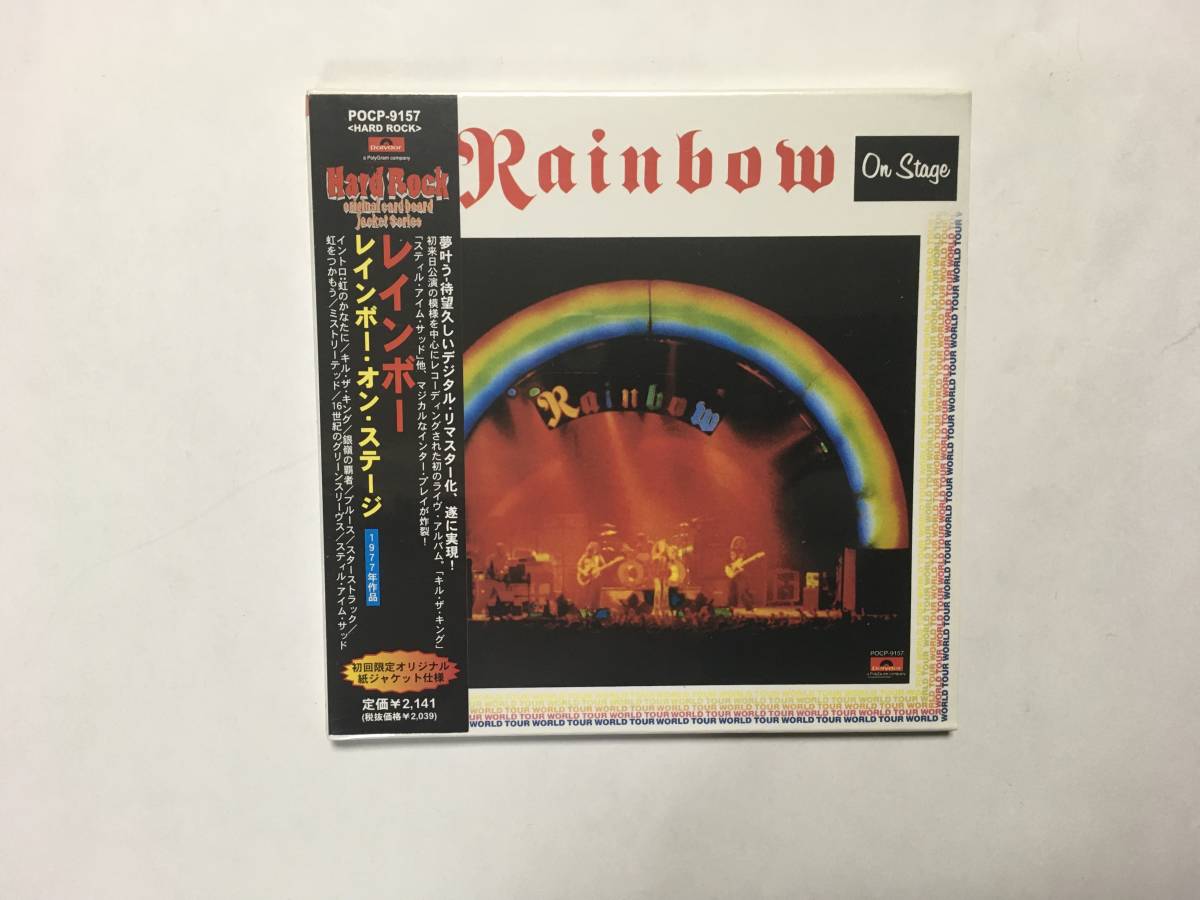 POCP-9157
<HARD ROCK>
Polydor
a PolyGram company
Hard Rock
original card board
jacket Series
夢叶う-待望久しいデジタル・リマスター化、遂に実現!
初来日公演の模様を中心にレコーディングされた初のライヴ・アルバム。「キル・ザ・キング」
「スティル・アイム・サッド」他、マジカルなインター・プレイが炸裂!
レインボー
レインボー・オン・ステージ
1977年作品
イントロ:虹のかなたに/キル・ザ・キング/銀嶺の覇者/ブルース/スターストラック/
虹をつかもう/ミストリーテッド/16世紀のグリーンスリーヴス/スティル・アイム・サッド
初回限定オリジナル
紙ジャケット仕様
定価¥2,141
(税抜価格¥2,039)
Rainbow
On Stage
Rainbow
POCP-9157
Polydor
a PolyGram company
WORLD TOUR WORLD TOUR WORLD TOUR WORLD TOUR WORLD TOUR WORLD TOUR